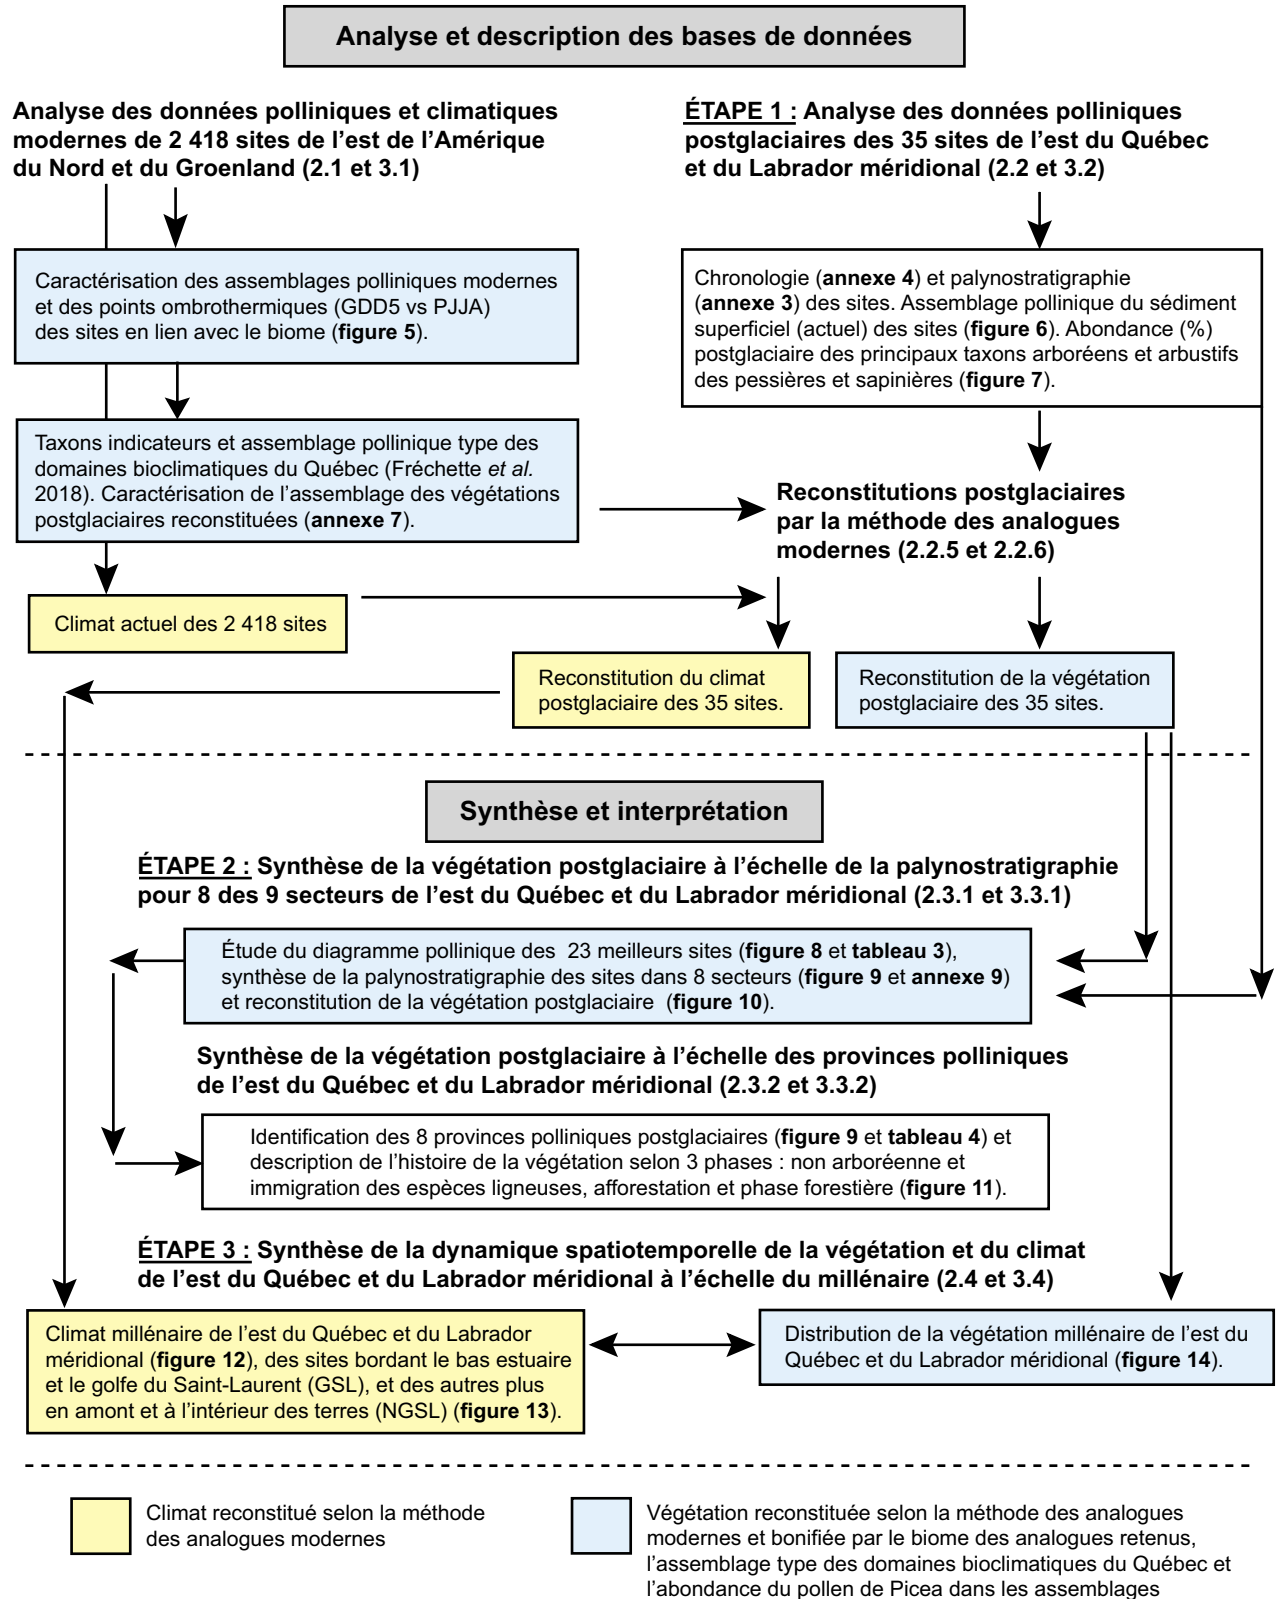 Analyse et description des bases de données
Analyse des données polliniques et climatiques
modernes de 2 418 sites de l'est de l'Amérique
du Nord et du Groenland (2.1 et 3.1)
ÉTAPE 1 : Analyse des données polliniques
postglaciaires des 35 sites de l'est du Québec
et du Labrador méridional (2.2 et 3.2)
Caractérisation des assemblages polliniques modernes
et des points ombrothermiques (GDD5 vs PJJA)
des sites en lien avec le biome (figure 5).
Chronologie (annexe 4) et palynostratigraphie
(annexe 3) des sites. Assemblage pollinique du sédiment
superficiel (actuel) des sites (figure 6). Abondance (%)
postglaciaire des principaux taxons arboréens et arbustifs
des pessières et sapinières (figure 7).
Taxons indicateurs et assemblage pollinique type des
domaines bioclimatiques du Québec (Fréchette et al.
2018). Caractérisation de l'assemblage des végétations
postglaciaires reconstituées (annexe 7).
Reconstitutions postglaciaires
par la méthode des analogues
modernes (2.2.5 et 2.2.6)
Climat actuel des 2 418 sites
Reconstitution du climat
postglaciaire des 35 sites.
Reconstitution de la végétation
postglaciaire des 35 sites.
Synthèse et interprétation
ÉTAPE 2 : Synthèse de la végétation postglaciaire à l'échelle de la palynostratigraphie
pour 8 des 9 secteurs de l'est du Québec et du Labrador méridional (2.3.1 et 3.3.1)
Étude du diagramme pollinique des 23 meilleurs sites (figure 8 et tableau 3),
synthèse de la palynostratigraphie des sites dans 8 secteurs (figure 9 et annexe 9)
et reconstitution de la végétation postglaciaire (figure 10).
Synthèse de la végétation postglaciaire à l'échelle des provinces polliniques
de l'est du Québec et du Labrador méridional (2.3.2 et 3.3.2)
Identification des 8 provinces polliniques postglaciaires (figure 9 et tableau 4) et
description de l'histoire de la végétation selon 3 phases : non arboréenne et
immigration des espèces ligneuses, afforestation et phase forestière (figure 11).
ÉTAPE 3 : Synthèse de la dynamique spatiotemporelle de la végétation et du climat
de l'est du Québec et du Labrador méridional à l'échelle du millénaire (2.4 et 3.4)
Climat millénaire de l'est du Québec et du Labrador
méridional (figure 12), des sites bordant le bas estuaire
et le golfe du Saint-Laurent (GSL), et des autres plus
en amont et à l'intérieur des terres (NGSL) (figure 13).
Distribution de la végétation millénaire de l'est du
Québec et du Labrador méridional (figure 14).
Climat reconstitué selon la méthode
des analogues modernes
Végétation reconstituée selon la méthode des analogues
modernes et bonifiée par le biome des analogues retenus,
l'assemblage type des domaines bioclimatiques du Québec et
l'abondance du pollen de Picea dans les assemblages